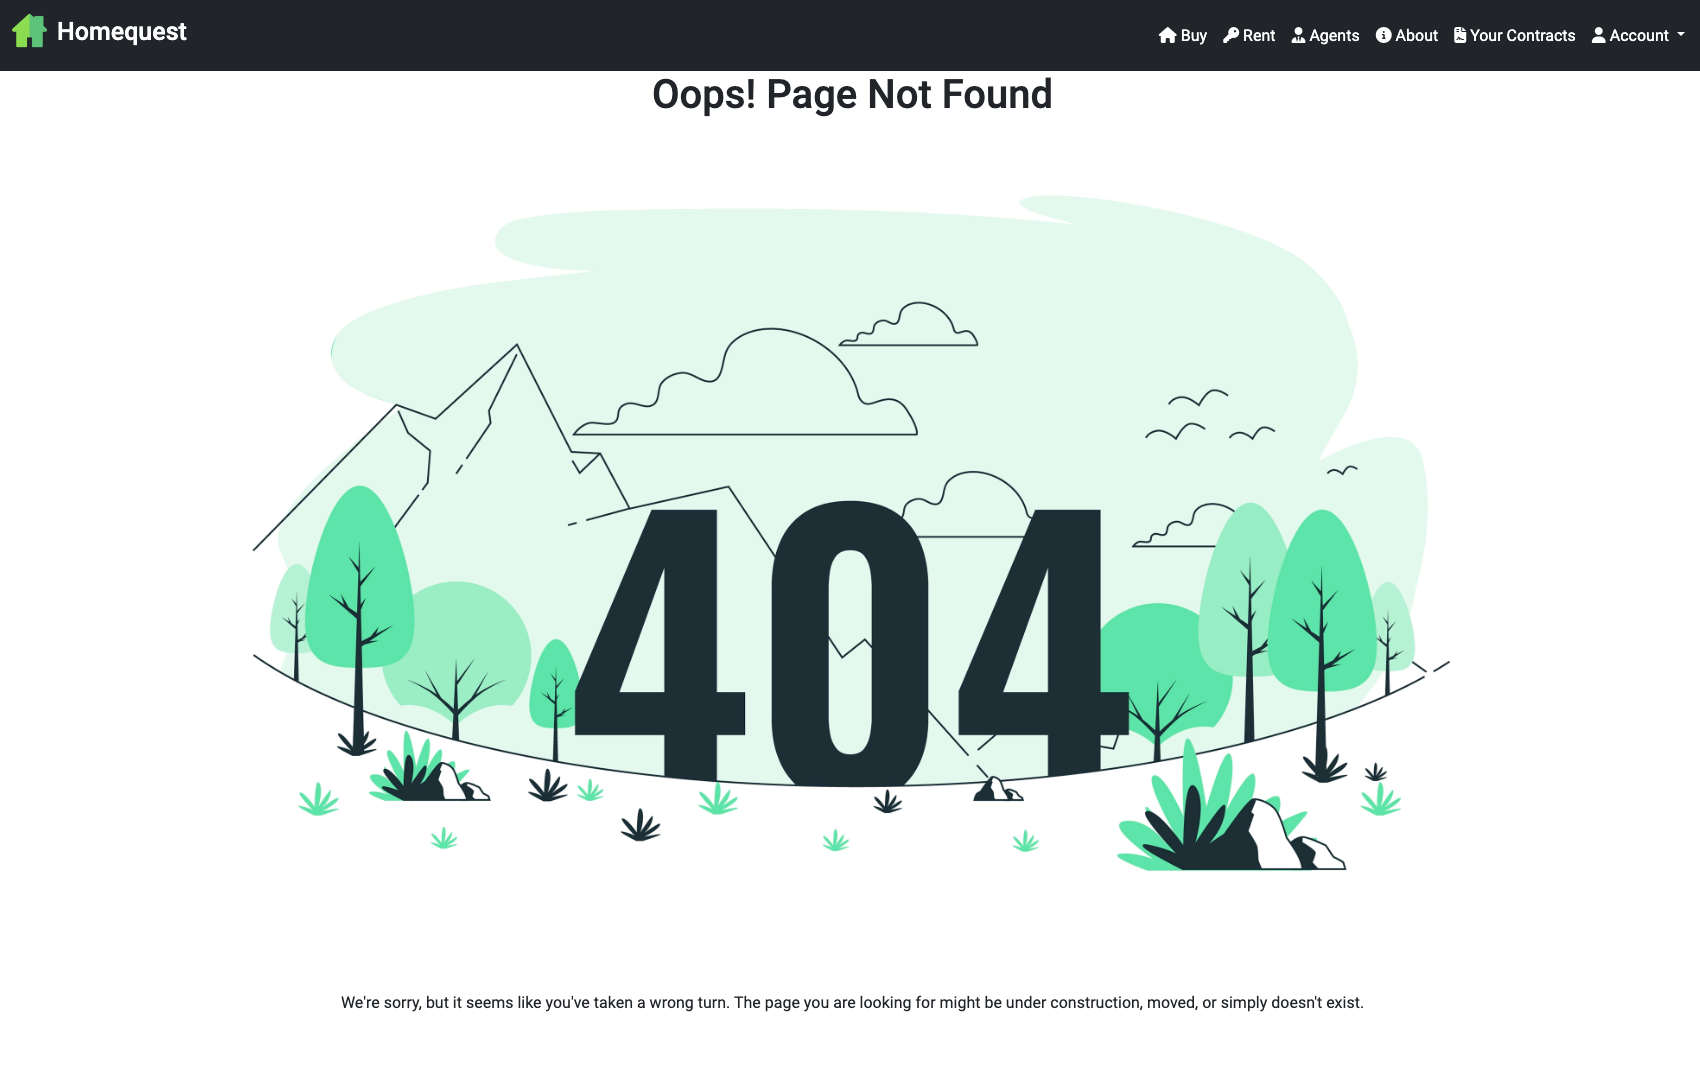 Homequest
Buy Rent Agents About Your Contracts Account
Oops! Page Not Found
404
We're sorry, but it seems like you've taken a wrong turn. The page you are looking for might be under construction, moved, or simply doesn't exist.